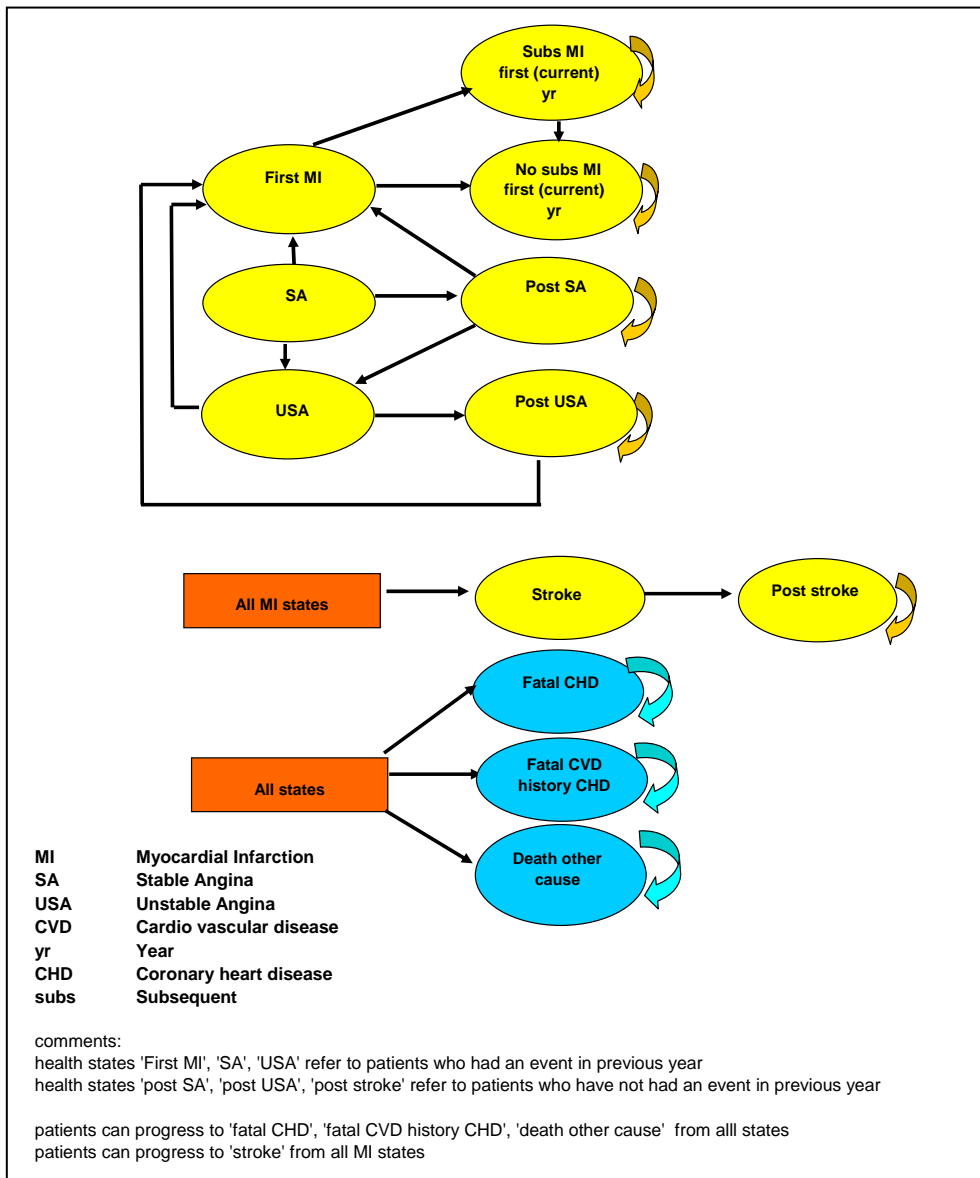 Subs MI
first (current)
yr
First MI
No subs MI
first (current)
yr
SA
Post SA
USA
Post USA
All MI states
Stroke
Post stroke
Fatal CHD
All states
Fatal CVD
history CHD
Death other
cause
MI Myocardial Infarction
SA Stable Angina
USA Unstable Angina
CVD Cardio vascular disease
yr Year
CHD Coronary heart disease
subs Subsequent
comments:
health states 'First MI', 'SA', 'USA' refer to patients who had an event in previous year
health states 'post SA', 'post USA', 'post stroke' refer to patients who have not had an event in previous year
patients can progress to 'fatal CHD', 'fatal CVD history CHD', 'death other cause' from alll states
patients can progress to 'stroke' from all MI states